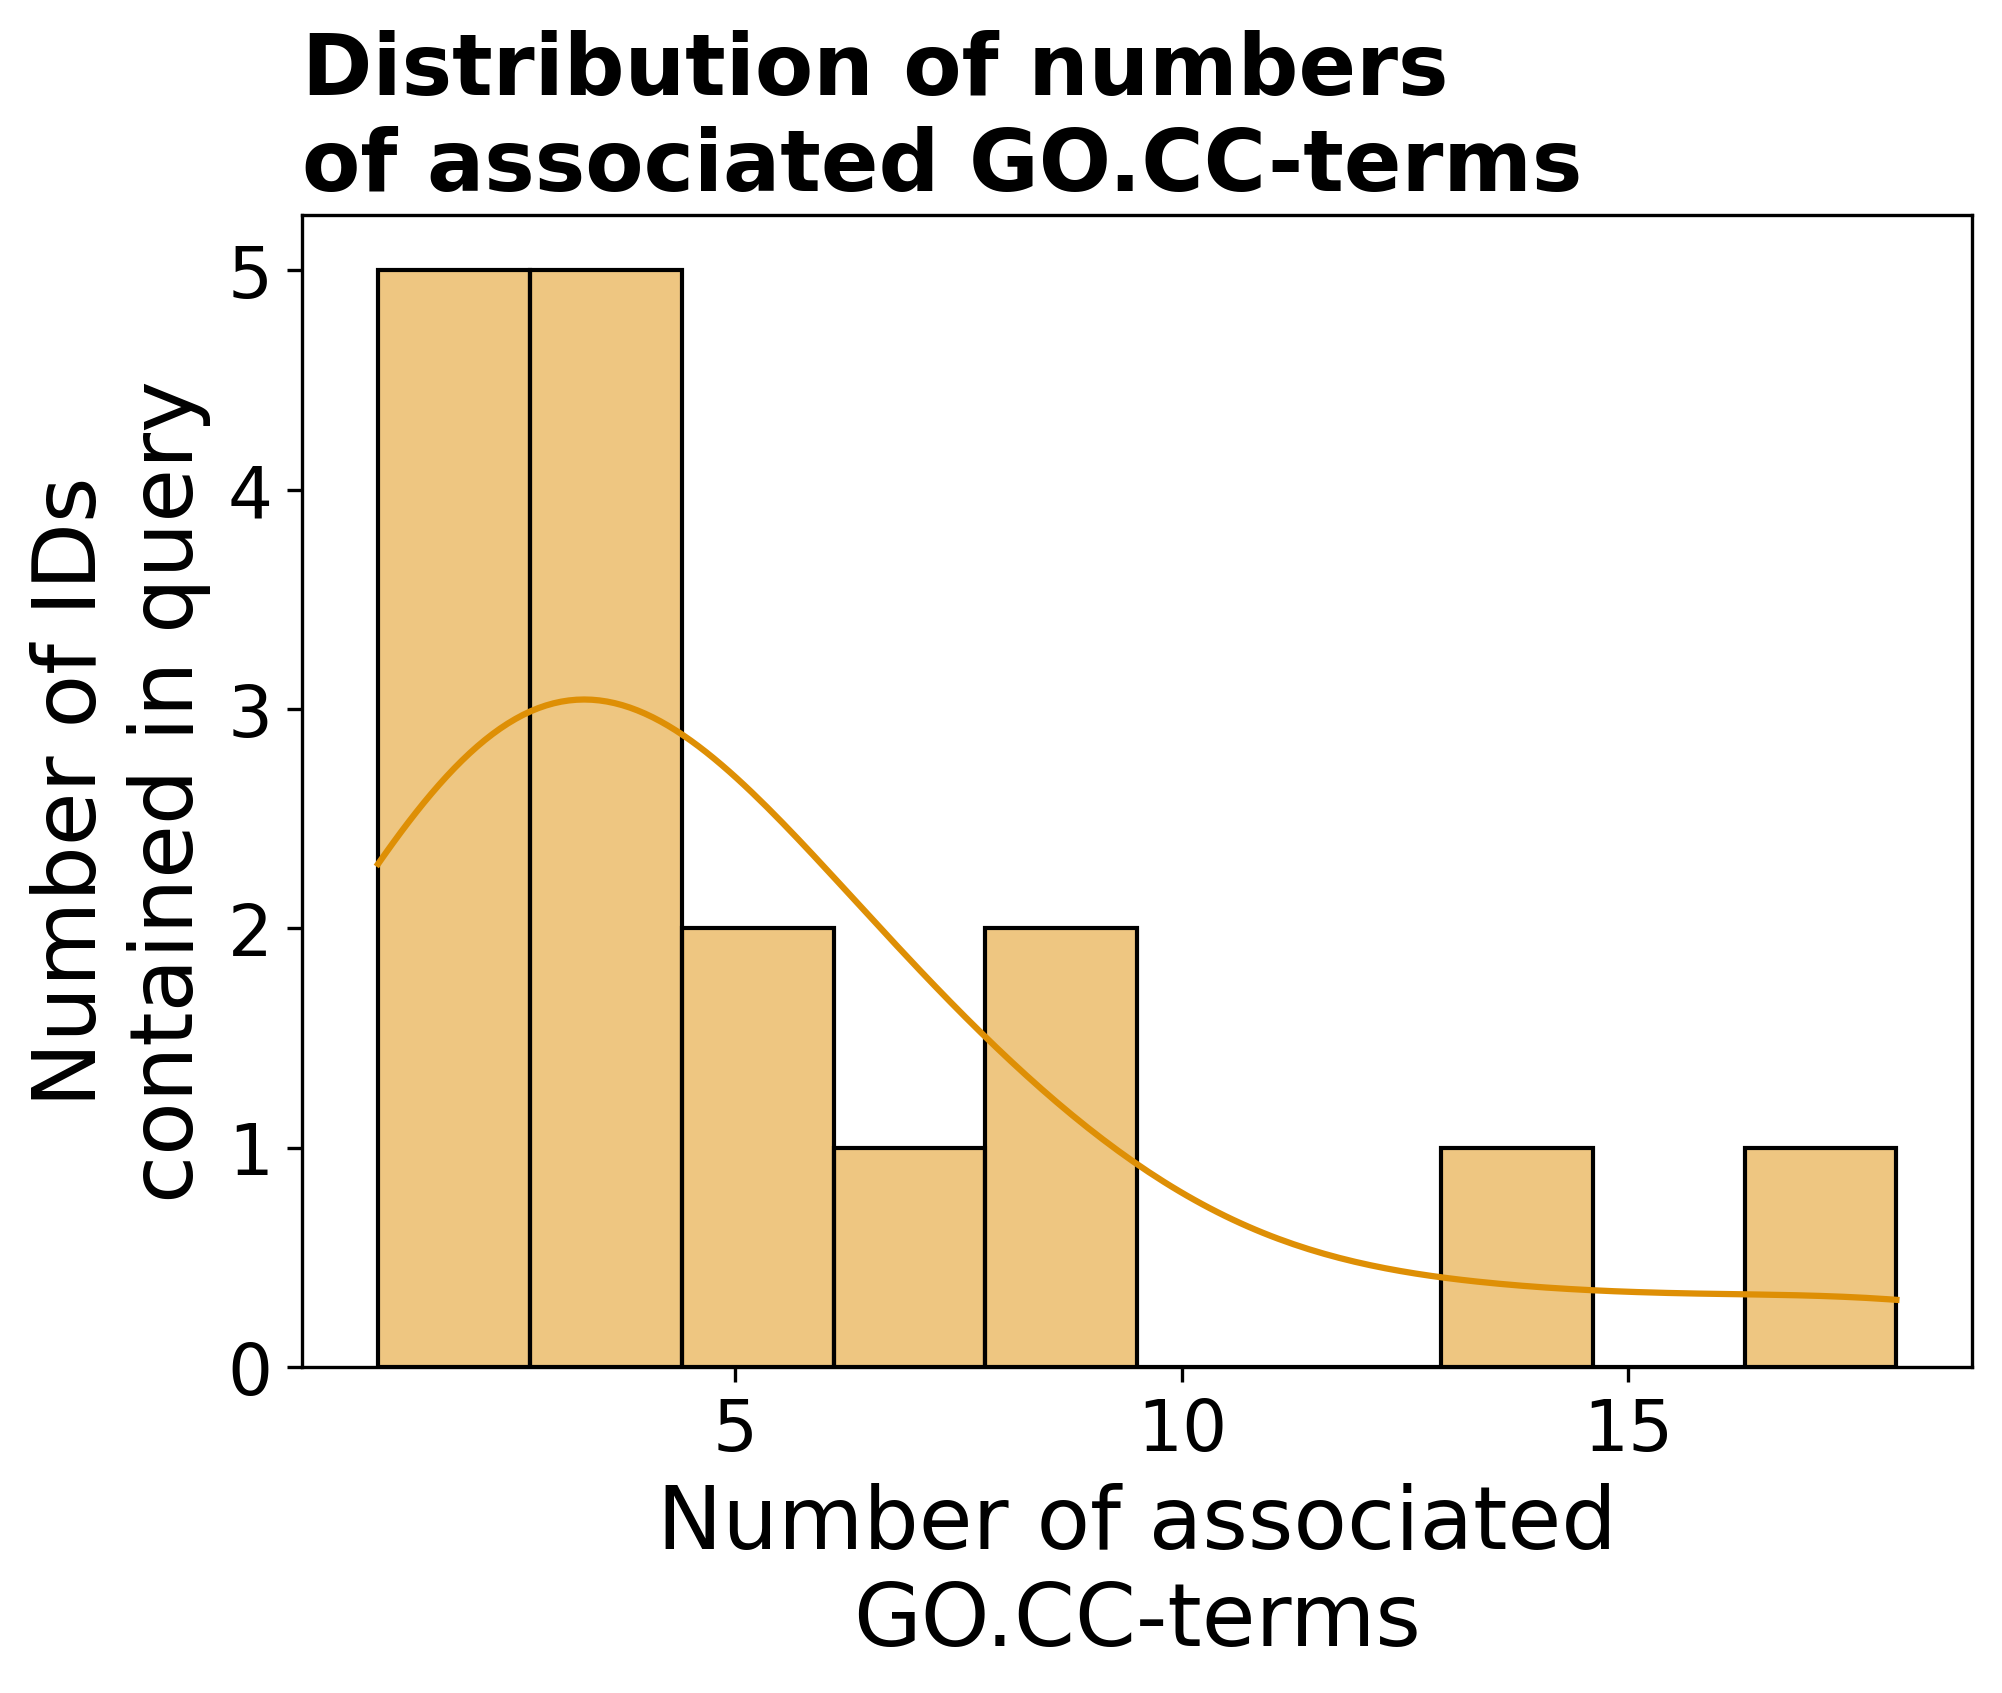 Distribution of numbers
of associated GO.CC-terms
Number of IDs
contained in query
5
4
3
2
1
0
5
10
15
Number of associated
GO.CC-terms